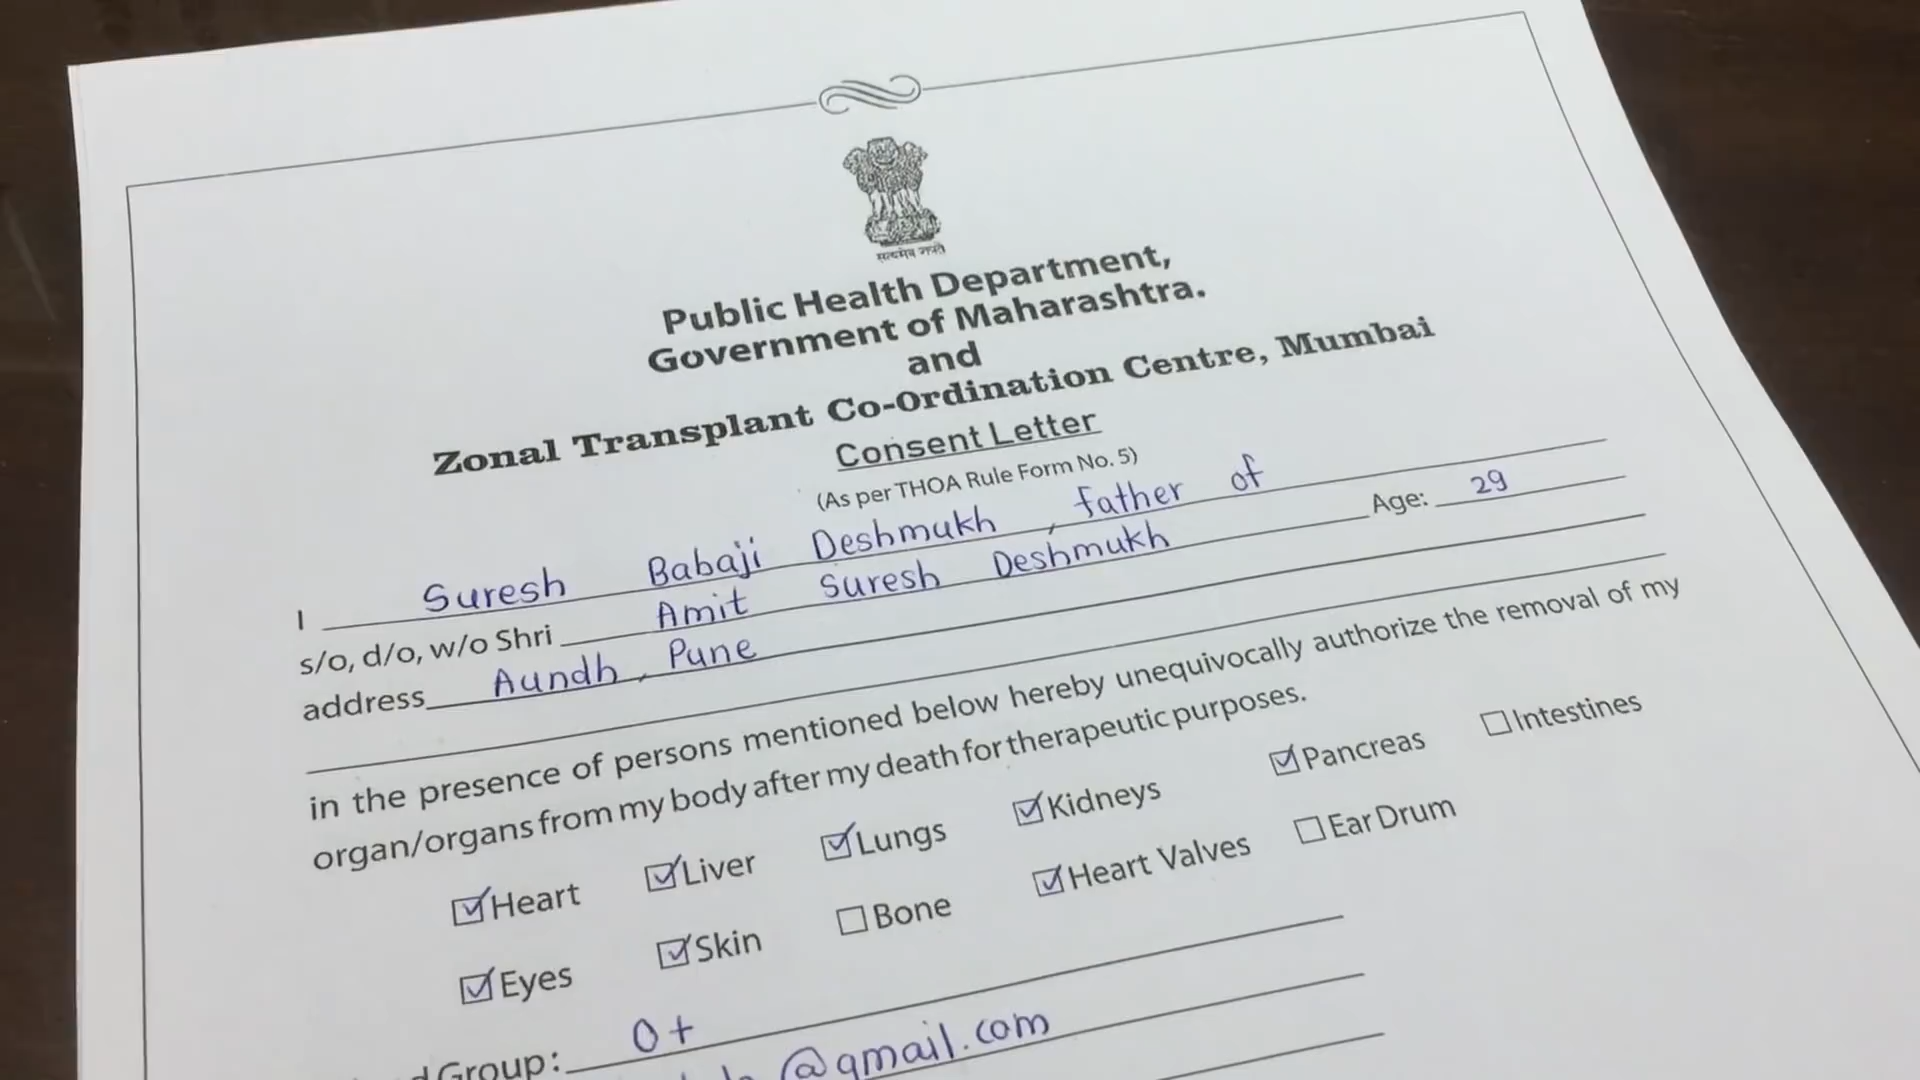 सत्यमेव जयते
Public Health Department,
Government of Maharashtra.
and
Zonal Transplant Co-Ordination Centre, Mumbai
Consent Letter
(As per THOA Rule Form No. 5)
I Suresh Babaji Deshmukh, father of
s/o, d/o, w/o Shri Amit Suresh Deshmukh Age: 29
address Aundh, Pune
in the presence of persons mentioned below hereby unequivocally authorize the removal of my
organ/organs from my body after my death for therapeutic purposes.
Heart Liver Lungs Kidneys Pancreas Intestines
Eyes Skin Bone Heart Valves Ear Drum
Group: O+
@gmail.com